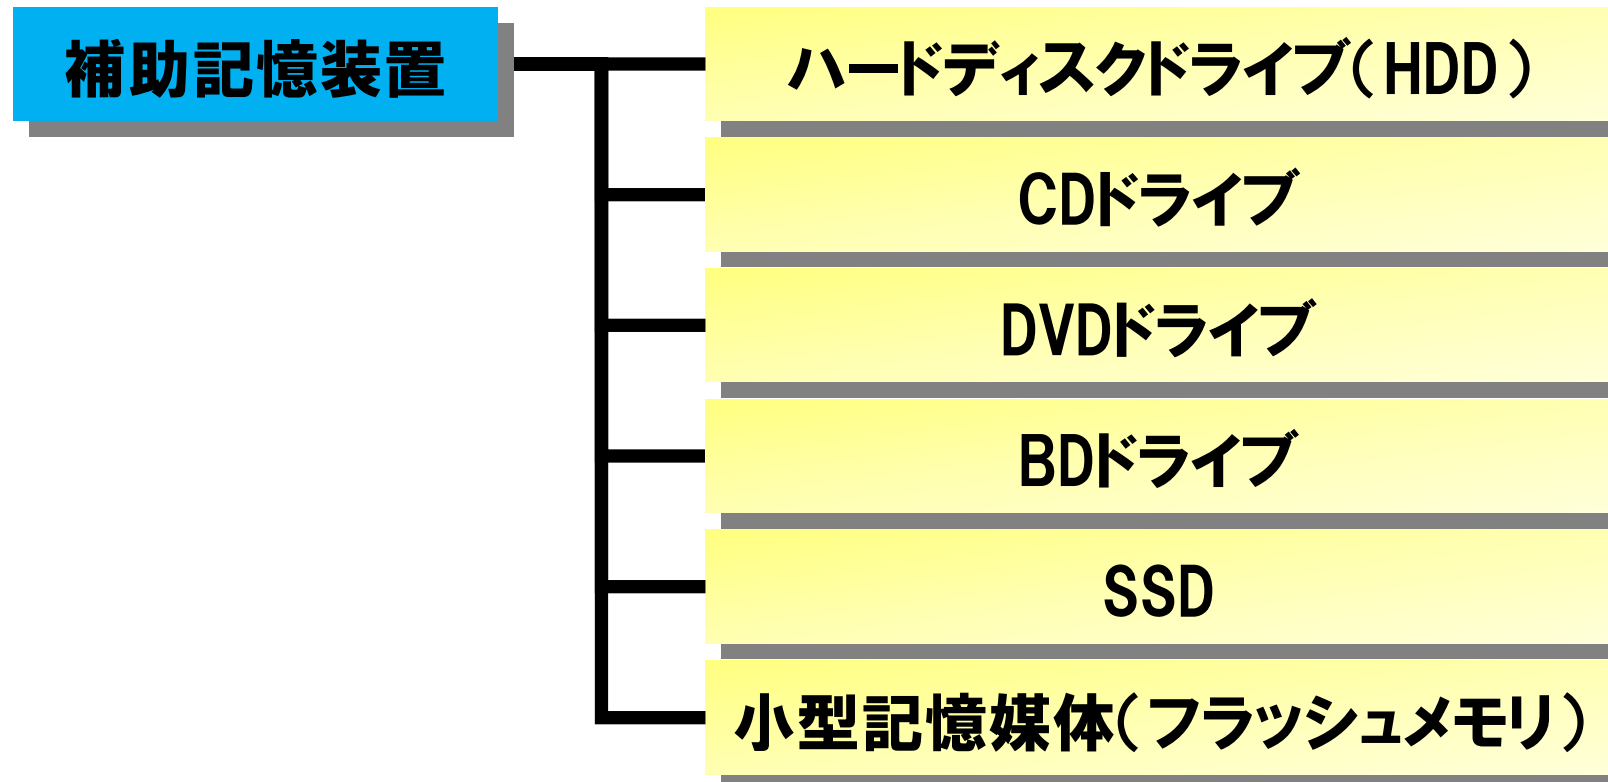 補助記憶装置
ハードディスクドライブ(HDD)
CDドライブ
DVDドライブ
BDドライブ
SSD
小型記憶媒体(フラッシュメモリ)